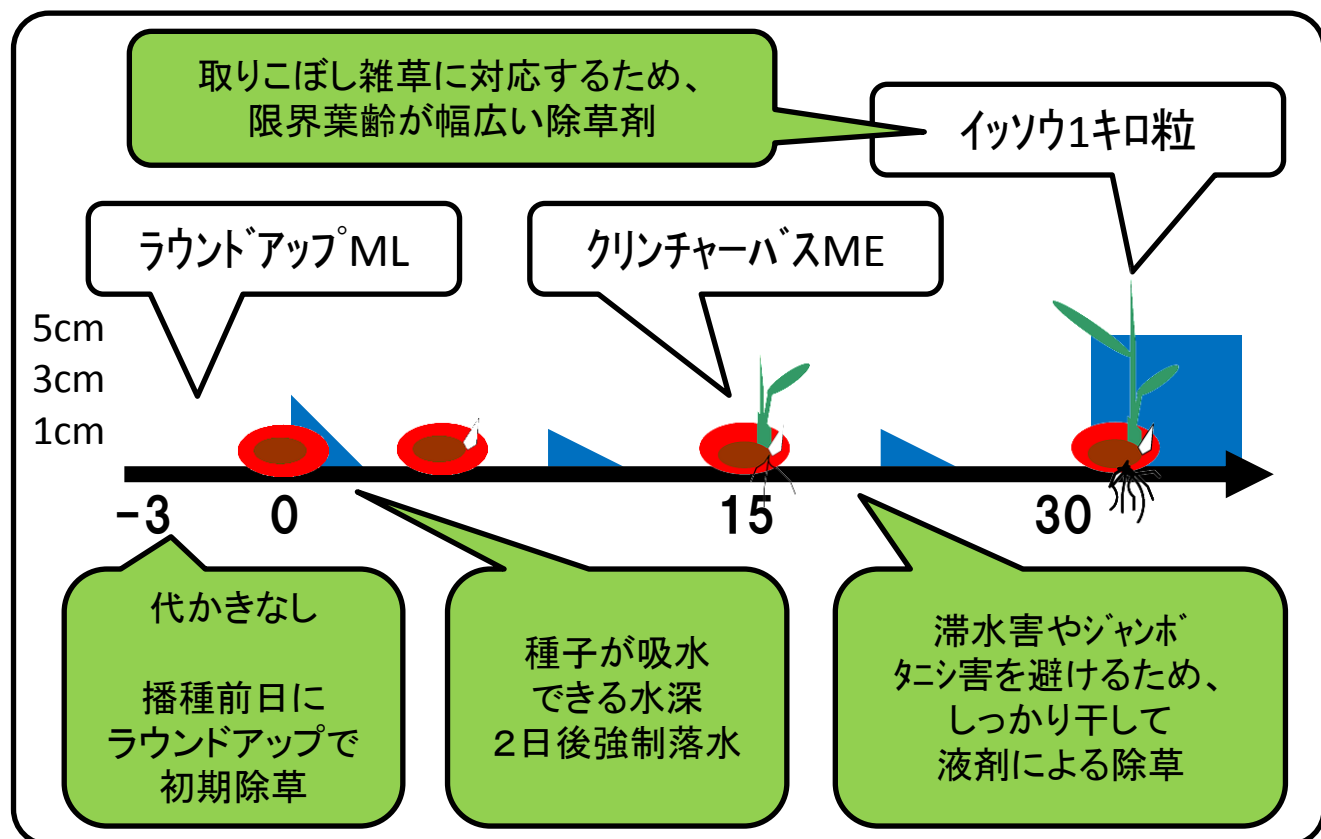 取りこぼし雑草に対応するため、
限界葉齢が幅広い除草剤
ｲｯｿｳ1ｷﾛ粒
ﾗｳﾝﾄﾞｱｯﾌﾟML
ｸﾘﾝﾁｬｰﾊﾞｽME
5cm
3cm
1cm
-3
0
15
30
代かきなし
播種前日に
ラウンドアップで
初期除草
種子が吸水
できる水深
２日後強制落水
滞水害やｼﾞｬﾝﾎﾞ
ﾀﾆｼ害を避けるため、
しっかり干して
液剤による除草